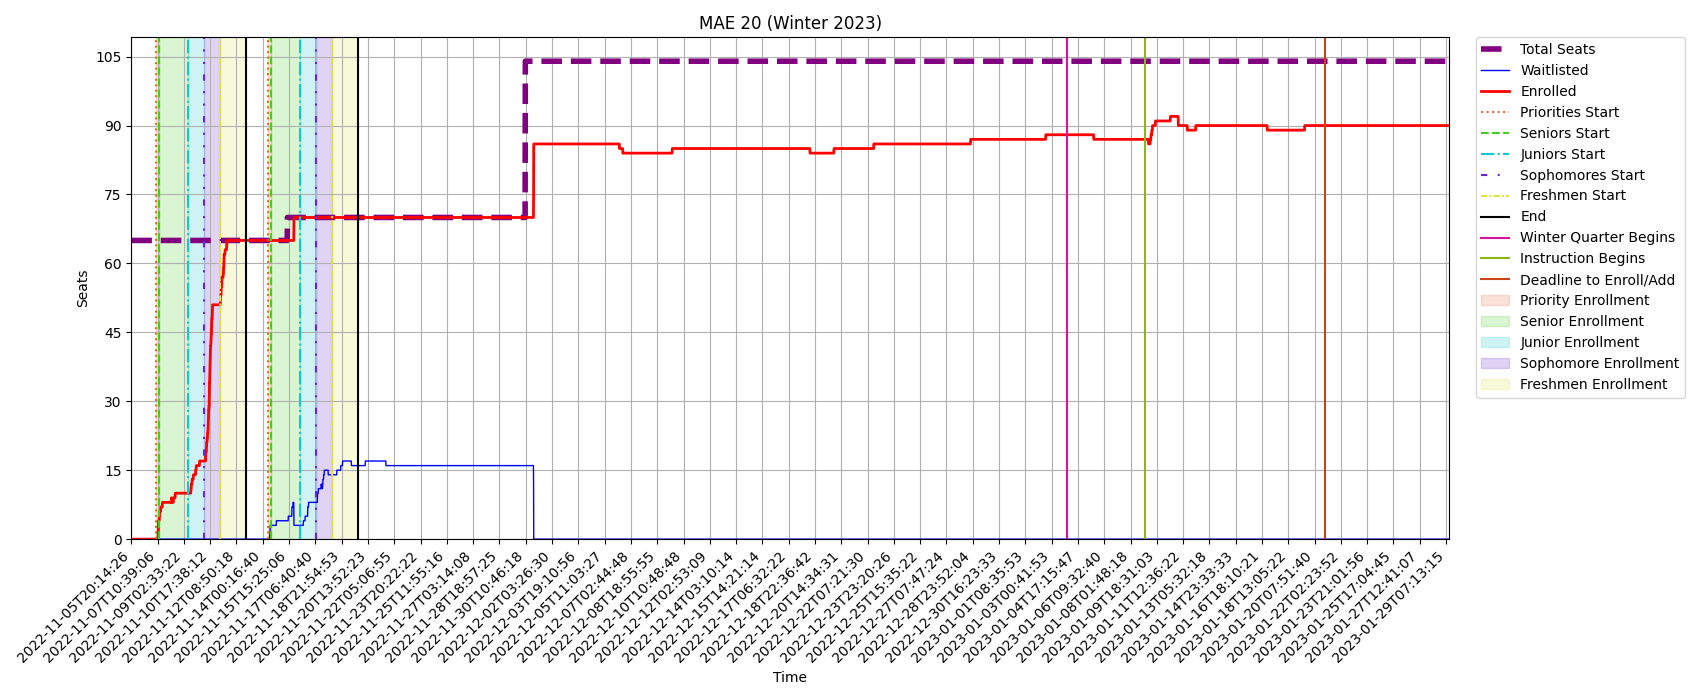 MAE 20 (Winter 2023)
Seats
105
90
75
60
45
30
15
0
2022-11-05T20:14:26
2022-11-07T10:39:06
2022-11-09T02:33:22
2022-11-10T17:38:12
2022-11-12T08:50:18
2022-11-14T00:16:40
2022-11-15T15:25:06
2022-11-17T06:40:40
2022-11-18T21:54:53
2022-11-20T13:52:23
2022-11-22T05:06:55
2022-11-23T20:22:22
2022-11-25T11:55:16
2022-11-27T03:14:08
2022-11-28T18:57:25
2022-11-30T10:46:18
2022-12-02T03:26:30
2022-12-03T19:10:56
2022-12-05T11:03:27
2022-12-07T02:44:48
2022-12-08T18:55:55
2022-12-10T10:48:48
2022-12-12T02:53:09
2022-12-14T03:10:14
2022-12-15T14:21:14
2022-12-17T06:32:22
2022-12-18T22:36:42
2022-12-20T14:34:31
2022-12-22T07:21:30
2022-12-23T23:20:26
2022-12-25T15:35:22
2022-12-27T07:47:24
2022-12-28T23:52:04
2022-12-30T16:23:33
2023-01-01T08:35:53
2023-01-03T00:41:53
2023-01-04T17:15:47
2023-01-06T09:32:40
2023-01-08T01:48:18
2023-01-09T18:31:03
2023-01-11T12:36:22
2023-01-13T05:32:18
2023-01-14T23:33:33
2023-01-16T18:10:21
2023-01-18T13:05:22
2023-01-20T07:51:40
2023-01-22T02:23:52
2023-01-23T21:01:56
2023-01-25T17:04:45
2023-01-27T12:41:07
2023-01-29T07:13:15
Time
Total Seats
Waitlisted
Enrolled
Priorities Start
Seniors Start
Juniors Start
Sophomores Start
Freshmen Start
End
Winter Quarter Begins
Instruction Begins
Deadline to Enroll/Add
Priority Enrollment
Senior Enrollment
Junior Enrollment
Sophomore Enrollment
Freshmen Enrollment